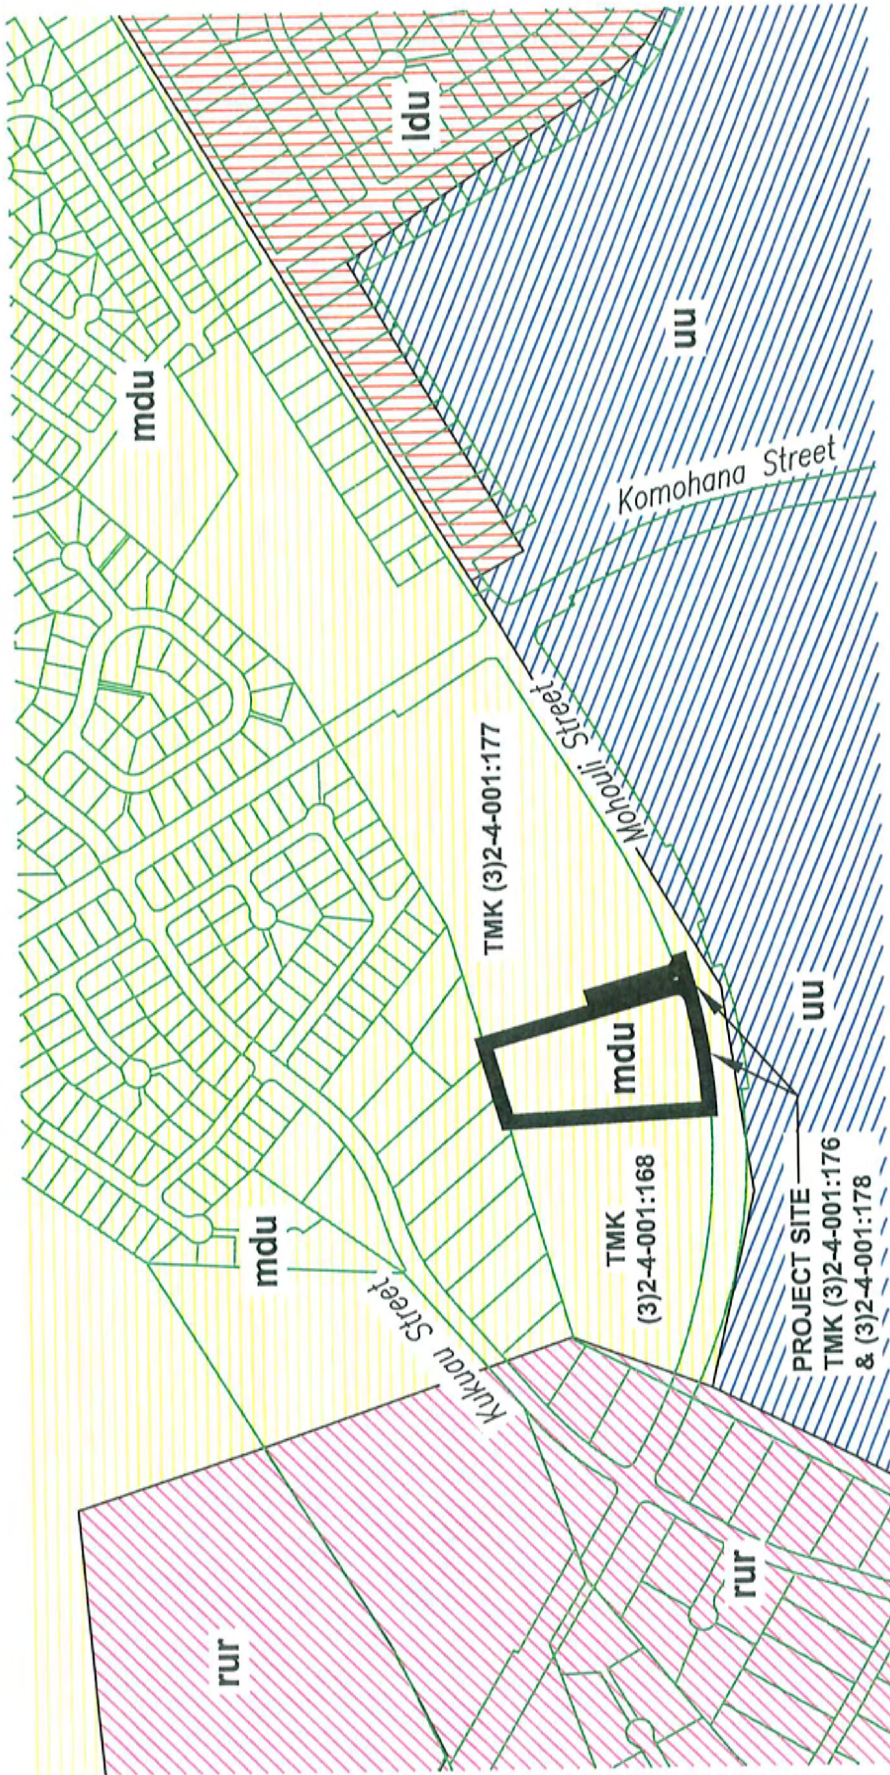 ldu
mdu
uu
Komohana Street
Mohouli Street
TMK (3)2-4-001:177
mdu
uu
mdu
TMK
(3)2-4-001:168
PROJECT SITE
TMK (3)2-4-001:176
& (3)2-4-001:178
Kukuau Street
rur
rur